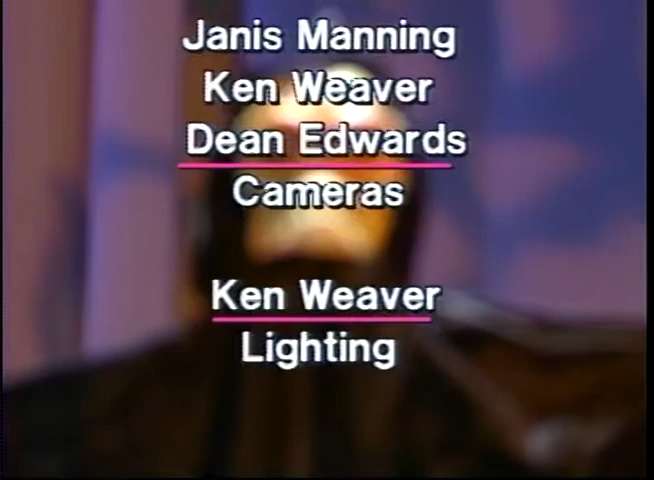 Janis Manning
Ken Weaver
Dean Edwards
Cameras
Ken Weaver
Lighting